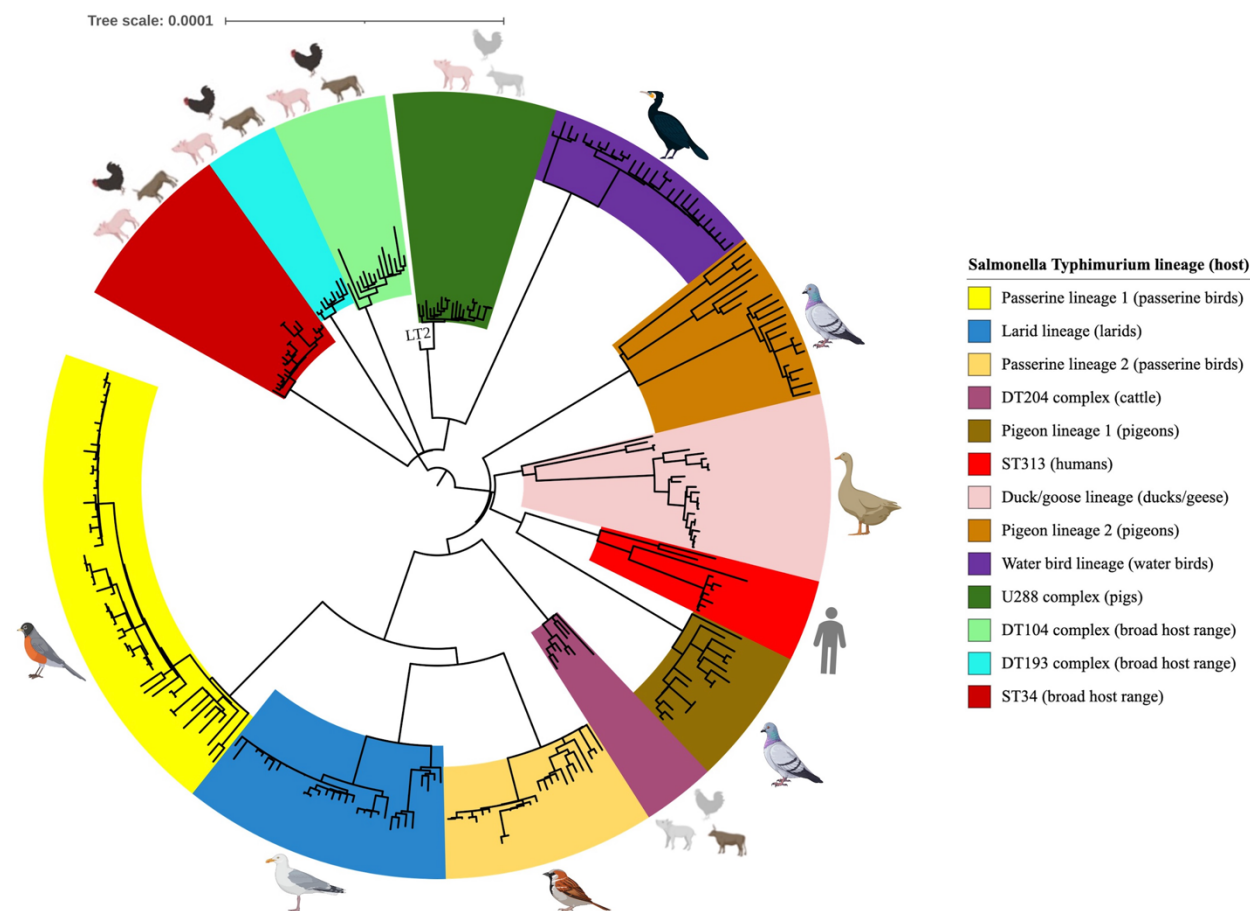 Tree scale: 0.0001
LT2
Salmonella Typhimurium lineage (host)
Passerine lineage 1 (passerine birds)
Larid lineage (larids)
Passerine lineage 2 (passerine birds)
DT204 complex (cattle)
Pigeon lineage 1 (pigeons)
ST313 (humans)
Duck/goose lineage (ducks/geese)
Pigeon lineage 2 (pigeons)
Water bird lineage (water birds)
U288 complex (pigs)
DT104 complex (broad host range)
DT193 complex (broad host range)
ST34 (broad host range)